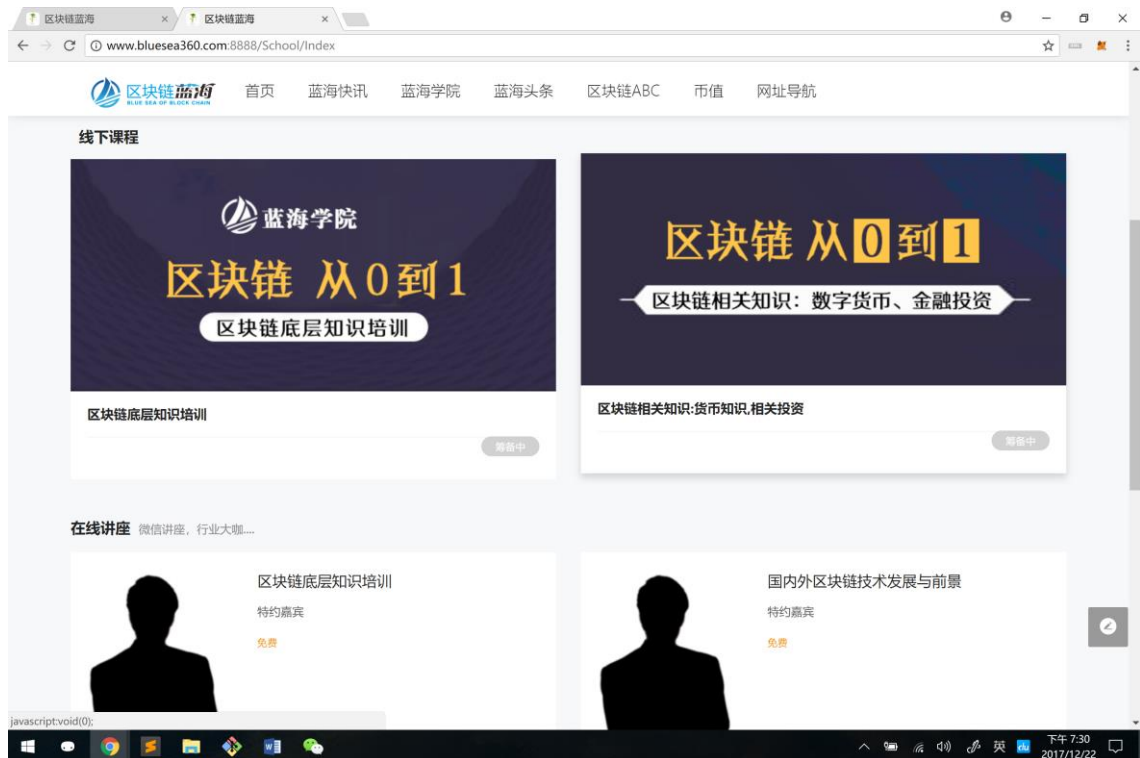 区块链蓝海
区块链蓝海
www.bluesea360.com:8888/School/Index
区块链蓝海
BLUE SEA OF BLOCK CHAIN
首页 蓝海快讯 蓝海学院 蓝海头条 区块链ABC 币值 网址导航
线下课程
蓝海学院
区块链 从0到1
区块链底层知识培训
区块链底层知识培训
筹备中
区块链 从0到1
区块链相关知识：数字货币、金融投资
区块链相关知识:货币知识,相关投资
筹备中
在线讲座 微信讲座，行业大咖....
区块链底层知识培训
特约嘉宾
免费
国内外区块链技术发展与前景
特约嘉宾
免费
javascript:void(0);
英
du
下午 7:30
2017/12/22